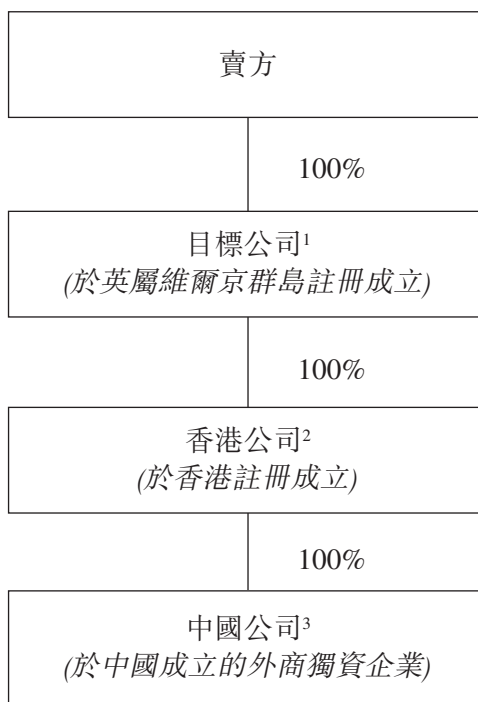 賣方
100%
目標公司¹
(於英屬維爾京群島註冊成立)
100%
香港公司²
(於香港註冊成立)
100%
中國公司³
(於中國成立的外商獨資企業)